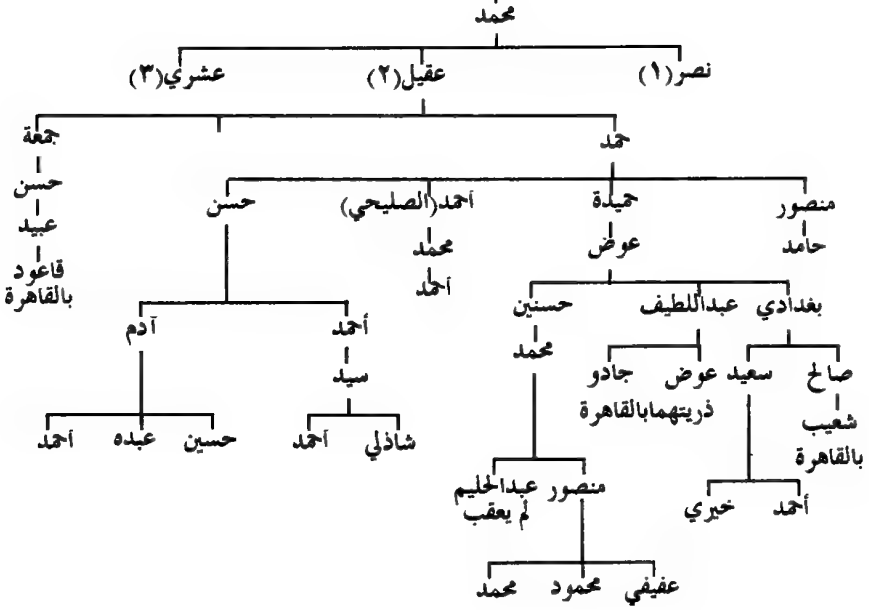 محمد
نصر (١) عقيل (٢) عشري (٣)
حمد جمعة
حسن
منصور حميدة أحمد (الصليحي) حسن
عبيد
حامد عوض محمد
قاعود
بالقاهرة
أحمد
بغدادي عبداللطيف حسنين أحمد آدم
محمد
صالح سعيد عوض جادو سيد
شعيب ذريتهمابالقاهرة
بالقاهرة
شاذلي أحمد حسين عبده أحمد
منصور عبدالحليم
لم يعقب
أحمد خيري
عفيفي محمود محمد